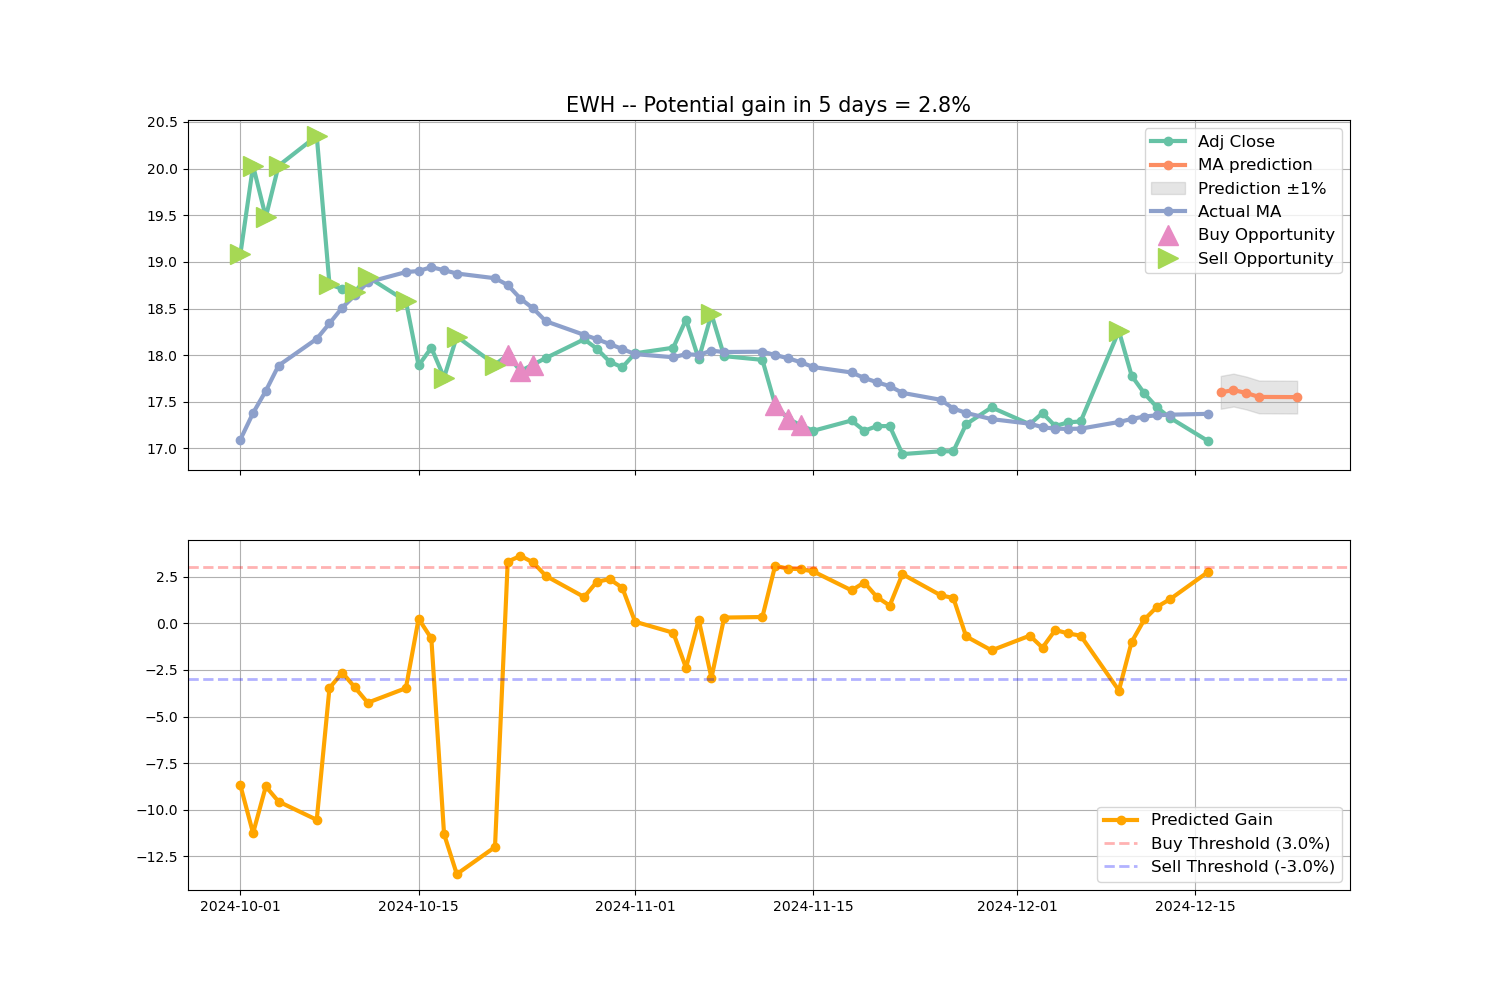 EWH -- Potential gain in 5 days = 2.8%
20.5
20.0
19.5
19.0
18.5
18.0
17.5
17.0
Adj Close
MA prediction
Prediction ±1%
Actual MA
Buy Opportunity
Sell Opportunity
2.5
0.0
−2.5
−5.0
−7.5
−10.0
−12.5
Predicted Gain
Buy Threshold (3.0%)
Sell Threshold (-3.0%)
2024-10-01 2024-10-15 2024-11-01 2024-11-15 2024-12-01 2024-12-15